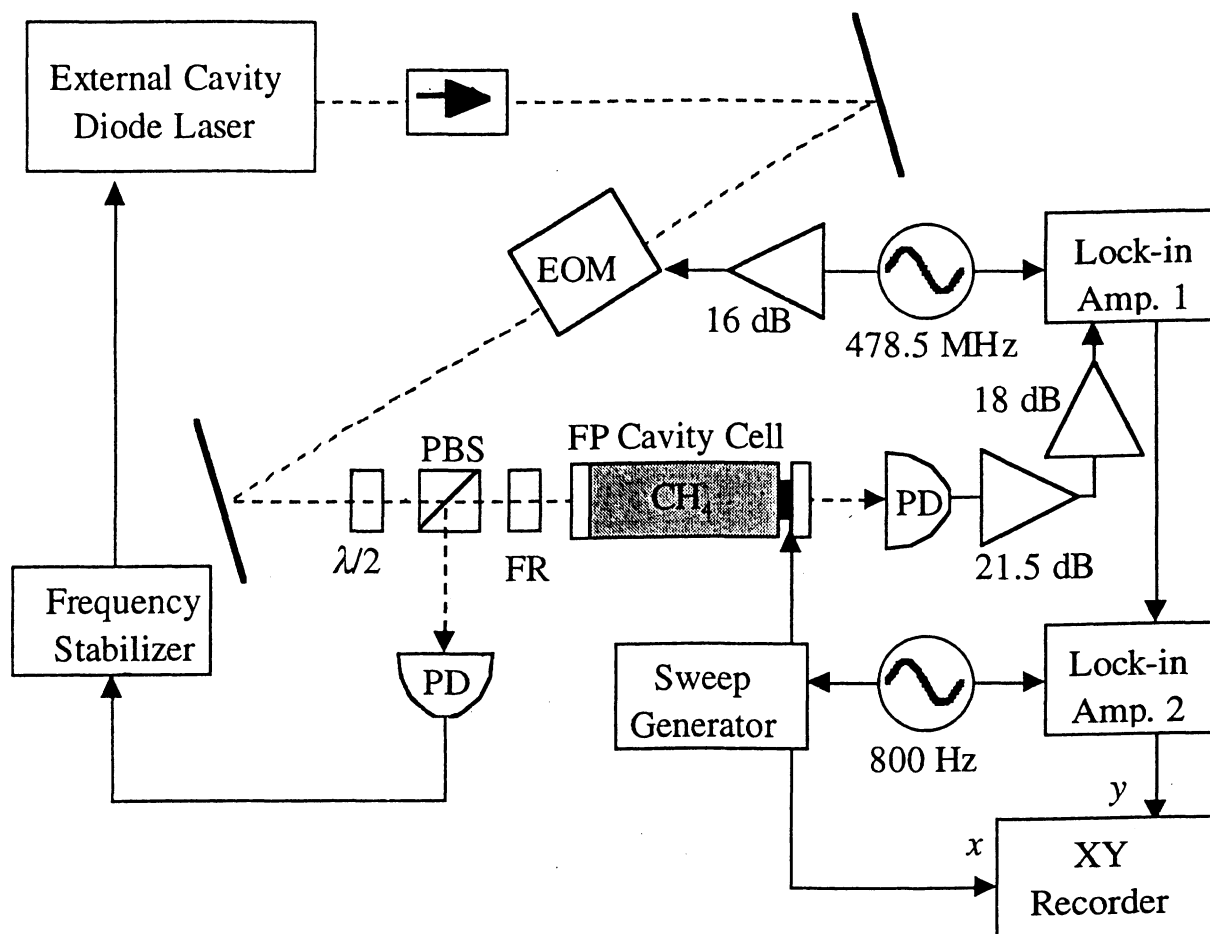 External Cavity
Diode Laser
EOM
16 dB
478.5 MHz
Lock-in
Amp. 1
18 dB
PBS
FP Cavity Cell
CH₄
PD
λ/2
FR
21.5 dB
Frequency
Stabilizer
PD
Sweep
Generator
800 Hz
Lock-in
Amp. 2
y
x
XY
Recorder